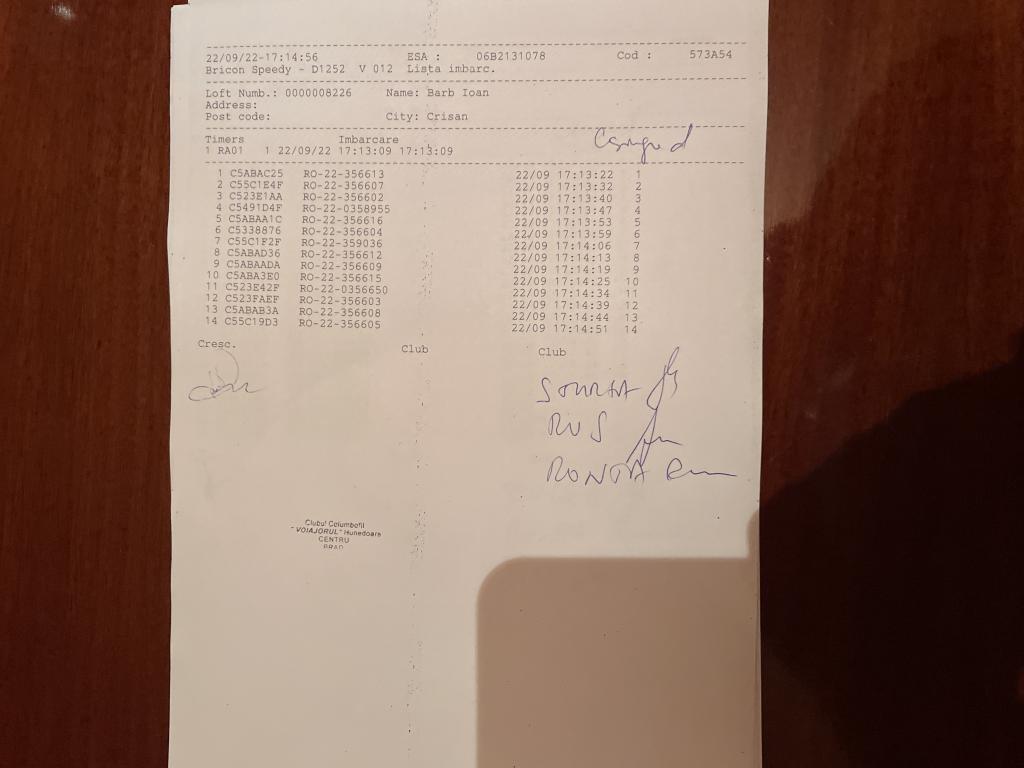 22/09/22-17:14:56 ESA : 06B2131078 Cod : 573A54
Bricon Speedy - D1252 V 012 Lista imbarc.
Loft Numb.: 0000008226 Name: Barb Ioan
Address:
Post code: City: Crisan
Timers Imbarcare
1 RA01 1 22/09/22 17:13:09 17:13:09
1 C5ABAC25 RO-22-356613 22/09 17:13:22 1
2 C55C1E4F RO-22-356607 22/09 17:13:32 2
3 C523E1AA RO-22-356602 22/09 17:13:40 3
4 C5491D4F RO-22-0358955 22/09 17:13:47 4
5 C5ABAA1C RO-22-356616 22/09 17:13:53 5
6 C5338876 RO-22-356604 22/09 17:13:59 6
7 C55C1F2F RO-22-359036 22/09 17:14:06 7
8 C5ABAD36 RO-22-356612 22/09 17:14:13 8
9 C5ABAADA RO-22-356609 22/09 17:14:19 9
10 C5ABA3E0 RO-22-356615 22/09 17:14:25 10
11 C523E42F RO-22-0356650 22/09 17:14:34 11
12 C523FAEF RO-22-356603 22/09 17:14:39 12
13 C5ABAB3A RO-22-356608 22/09 17:14:44 13
14 C55C19D3 RO-22-356605 22/09 17:14:51 14
Cresc. Club Club
RUS
Clubul Columbofil
"VOIAJORUL" Hunedoara
CENTRU
BRAD